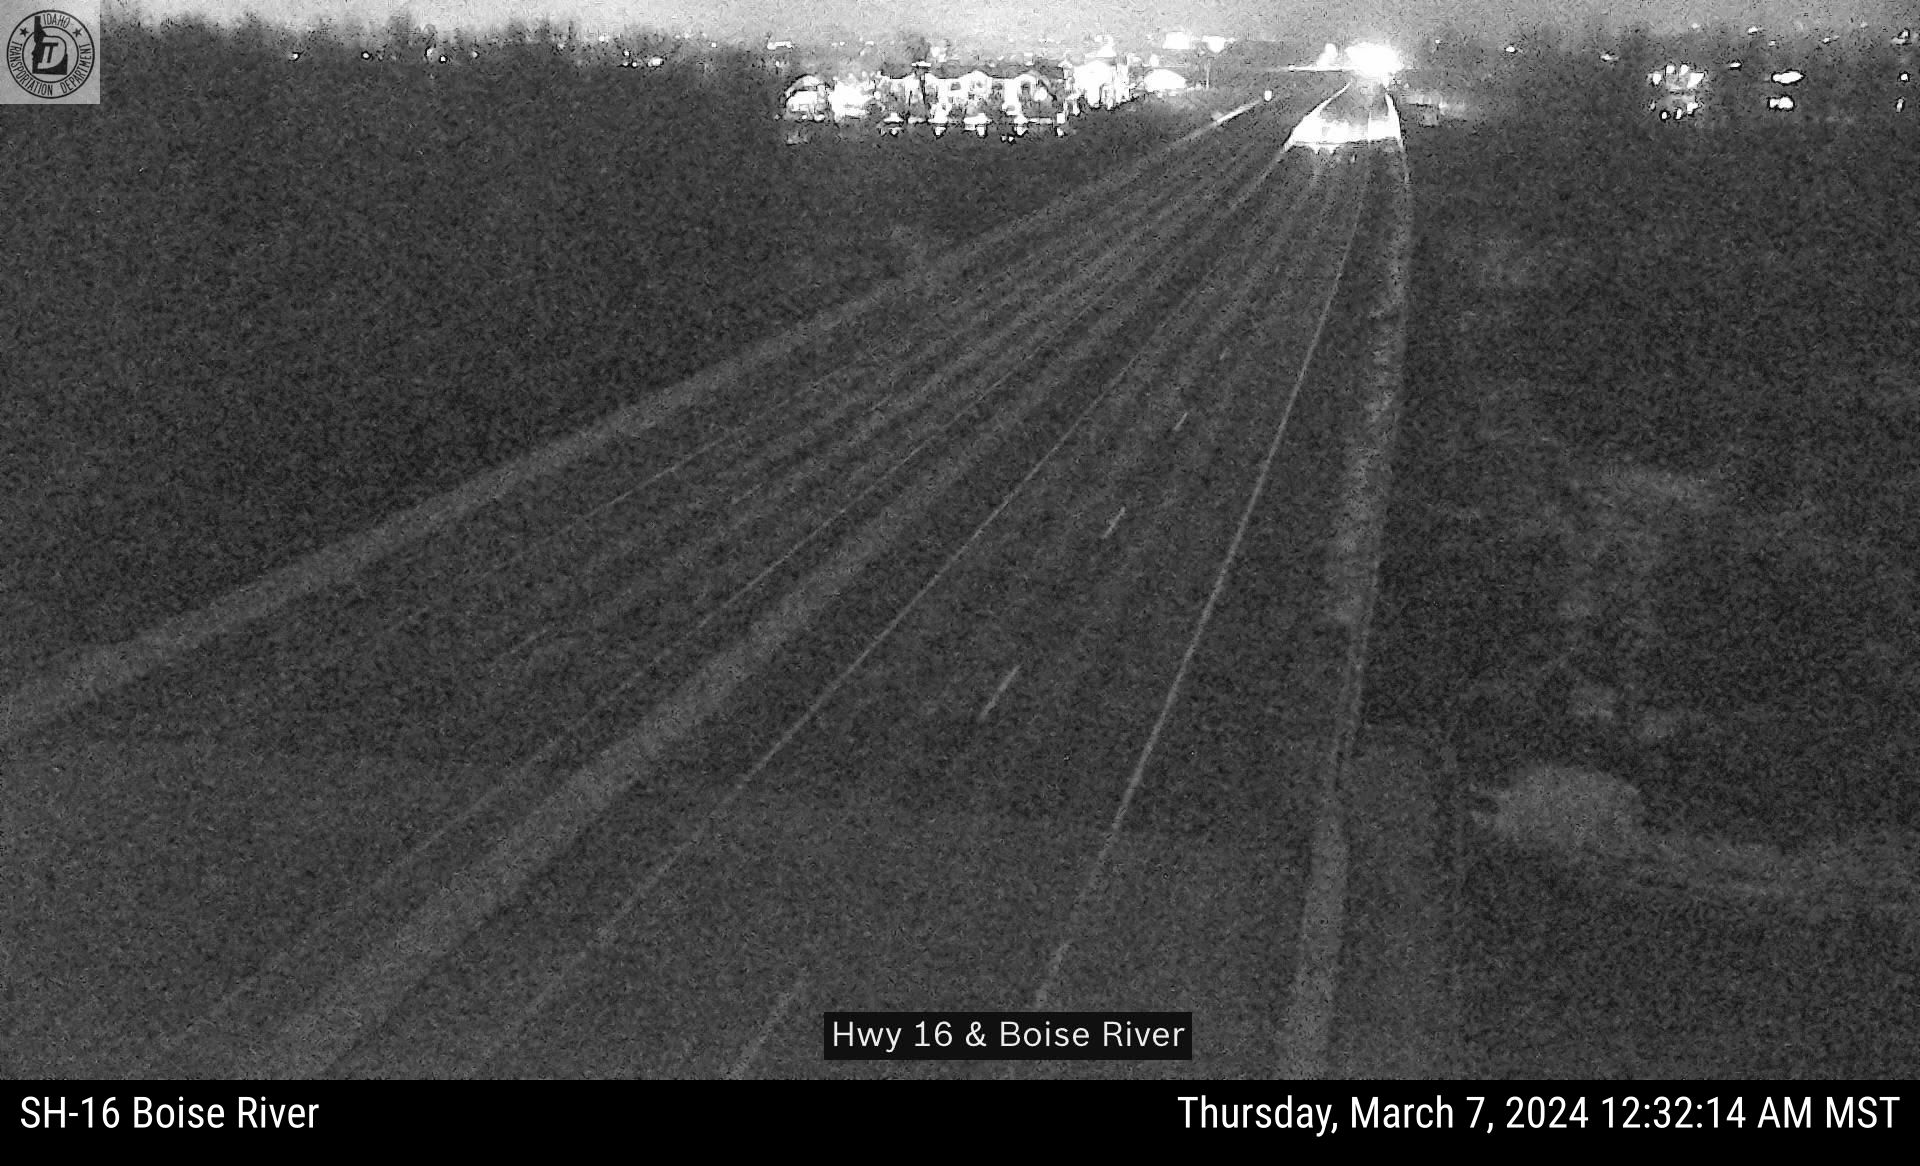 IDAHO
TRANSPORTATION DEPARTMENT
Hwy 16 & Boise River
SH-16 Boise River
Thursday, March 7, 2024 12:32:14 AM MST